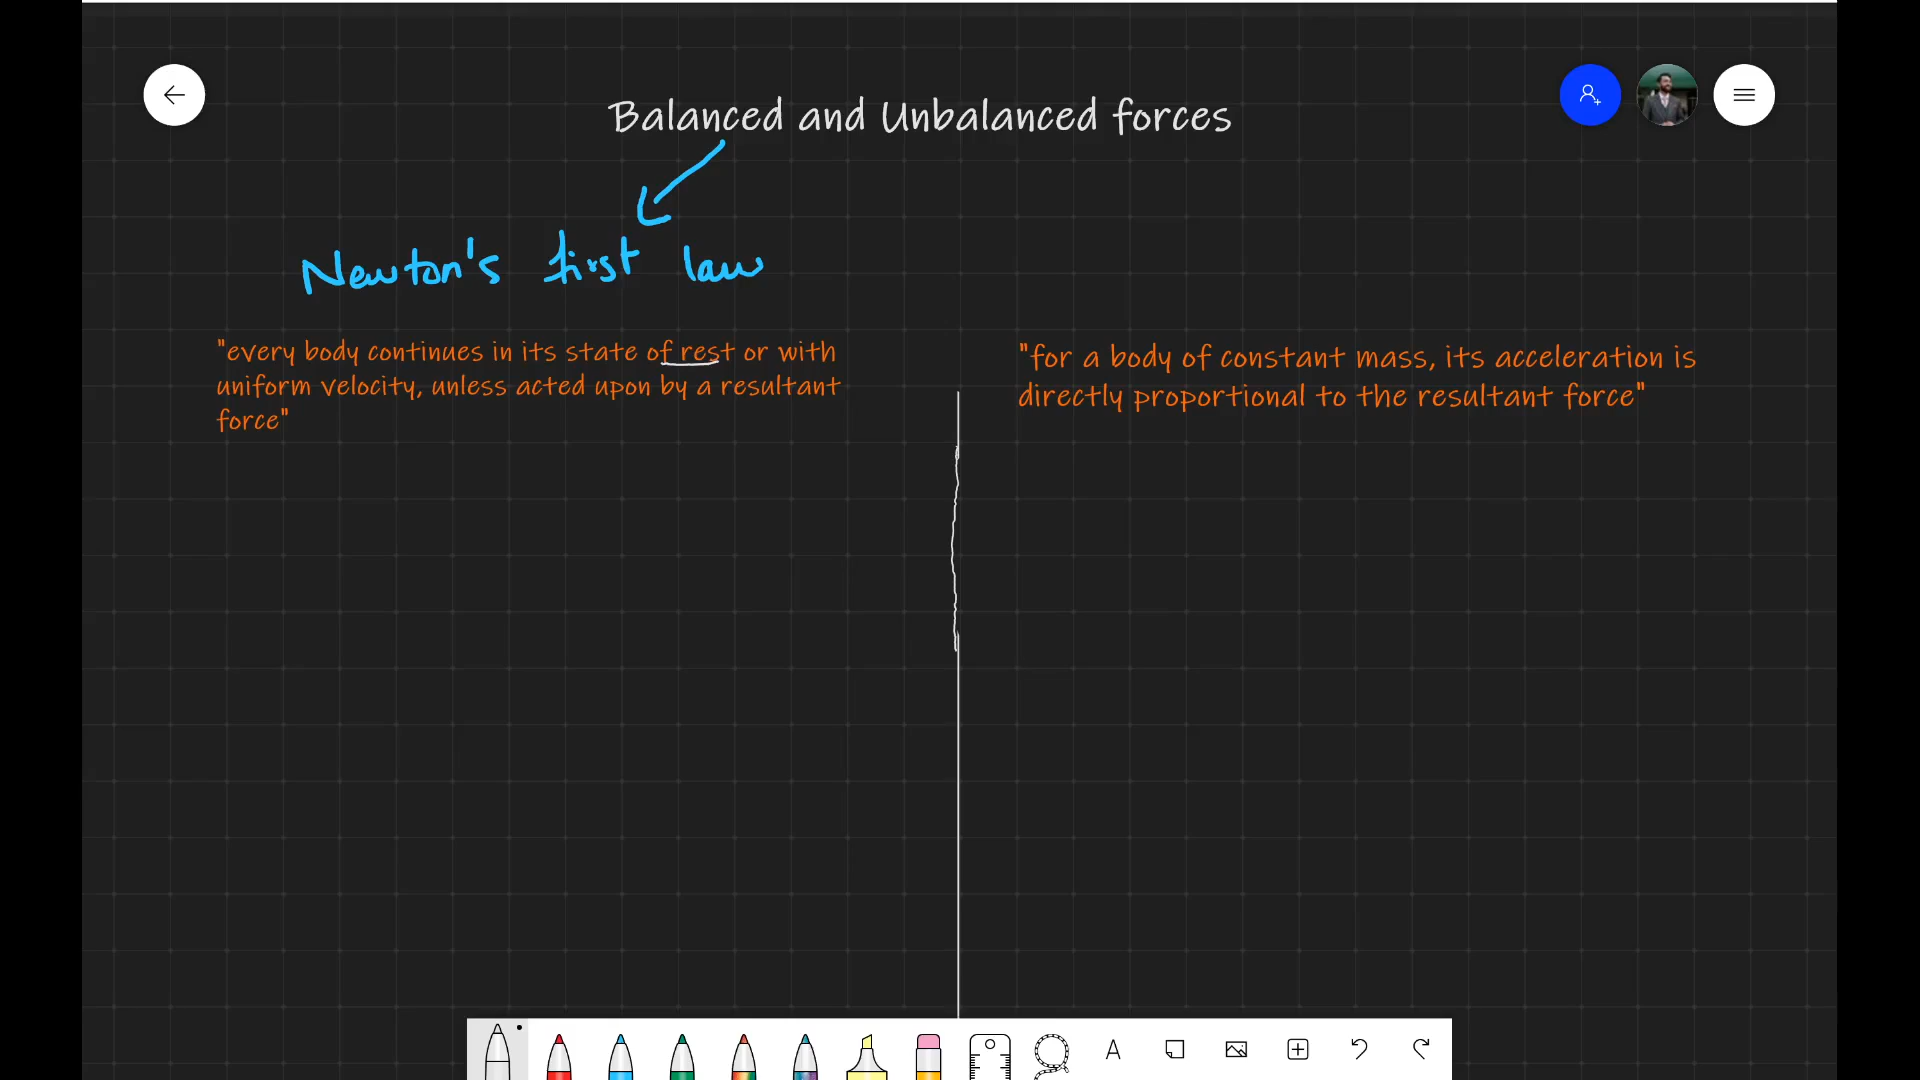 Balanced and Unbalanced forces
Newton's first law
"every body continues in its state of rest or with
uniform velocity, unless acted upon by a resultant
force"
"for a body of constant mass, its acceleration is
directly proportional to the resultant force"